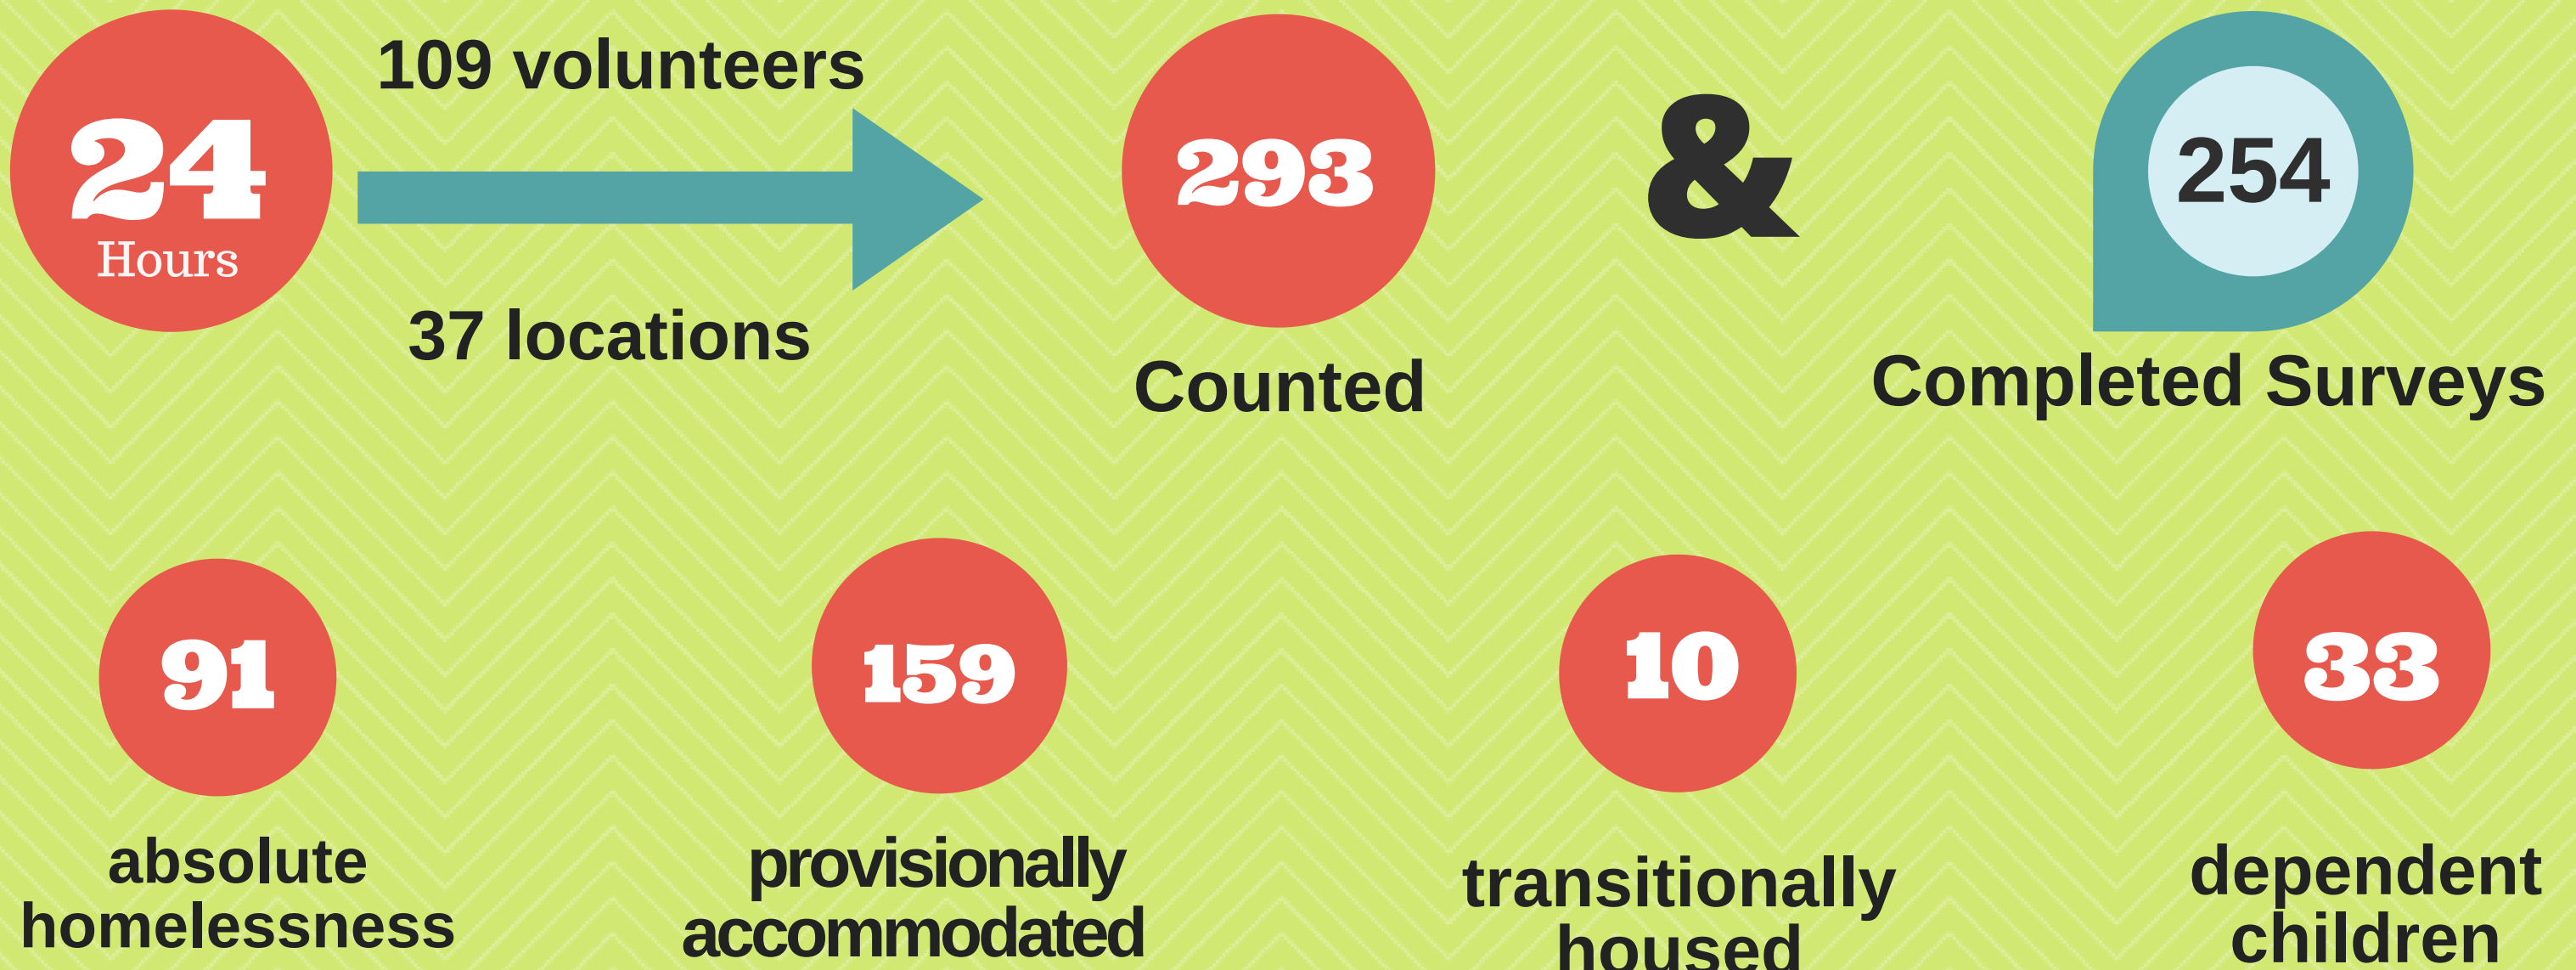 24
Hours
109 volunteers
37 locations
293
Counted
&
254
Completed Surveys
91
absolute
homelessness
159
provisionally
accommodated
10
transitionally
housed
33
dependent
children